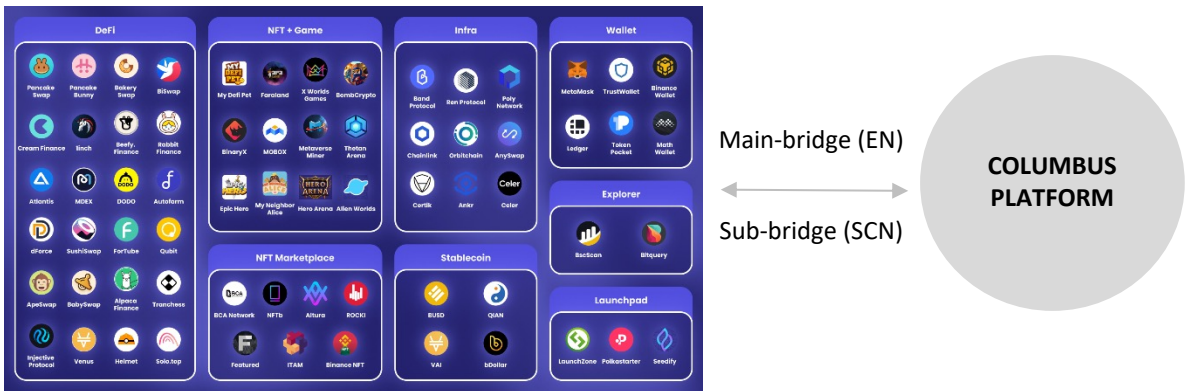 DeFi
Pancake Swap
Pancake Bunny
Bakery Swap
BiSwap
Cream Finance
1inch
Beefy. Finance
Rabbit Finance
Atlantis
MDEX
DODO
Autofarm
dForce
SushiSwap
ForTube
Qubit
ApeSwap
BabySwap
Alpaca Finance
Tranchess
Injective Protocol
Venus
Helmet
Solo.top
NFT + Game
My Defi Pet
Faraland
X Worlds Games
BombCrypto
BinaryX
MOBOX
Metaverse Miner
Thetan Arena
Epic Hero
My Neighbor Alice
Hero Arena
Alien Worlds
NFT Marketplace
BCA Network
NFTb
Altura
ROCKI
Featured
ITAM
Binance NFT
Infra
Band Protocol
Ren Protocol
Poly Network
Chainlink
Orbitchain
AnySwap
Certik
Ankr
Celer
Stablecoin
BUSD
QIAN
VAI
bDollar
Wallet
MetaMask
TrustWallet
Binance Wallet
Ledger
Token Pocket
Math Wallet
Explorer
BscScan
Bitquery
Launchpad
LaunchZone
Polkastarter
Seedify
Main-bridge (EN)
Sub-bridge (SCN)
COLUMBUS
PLATFORM